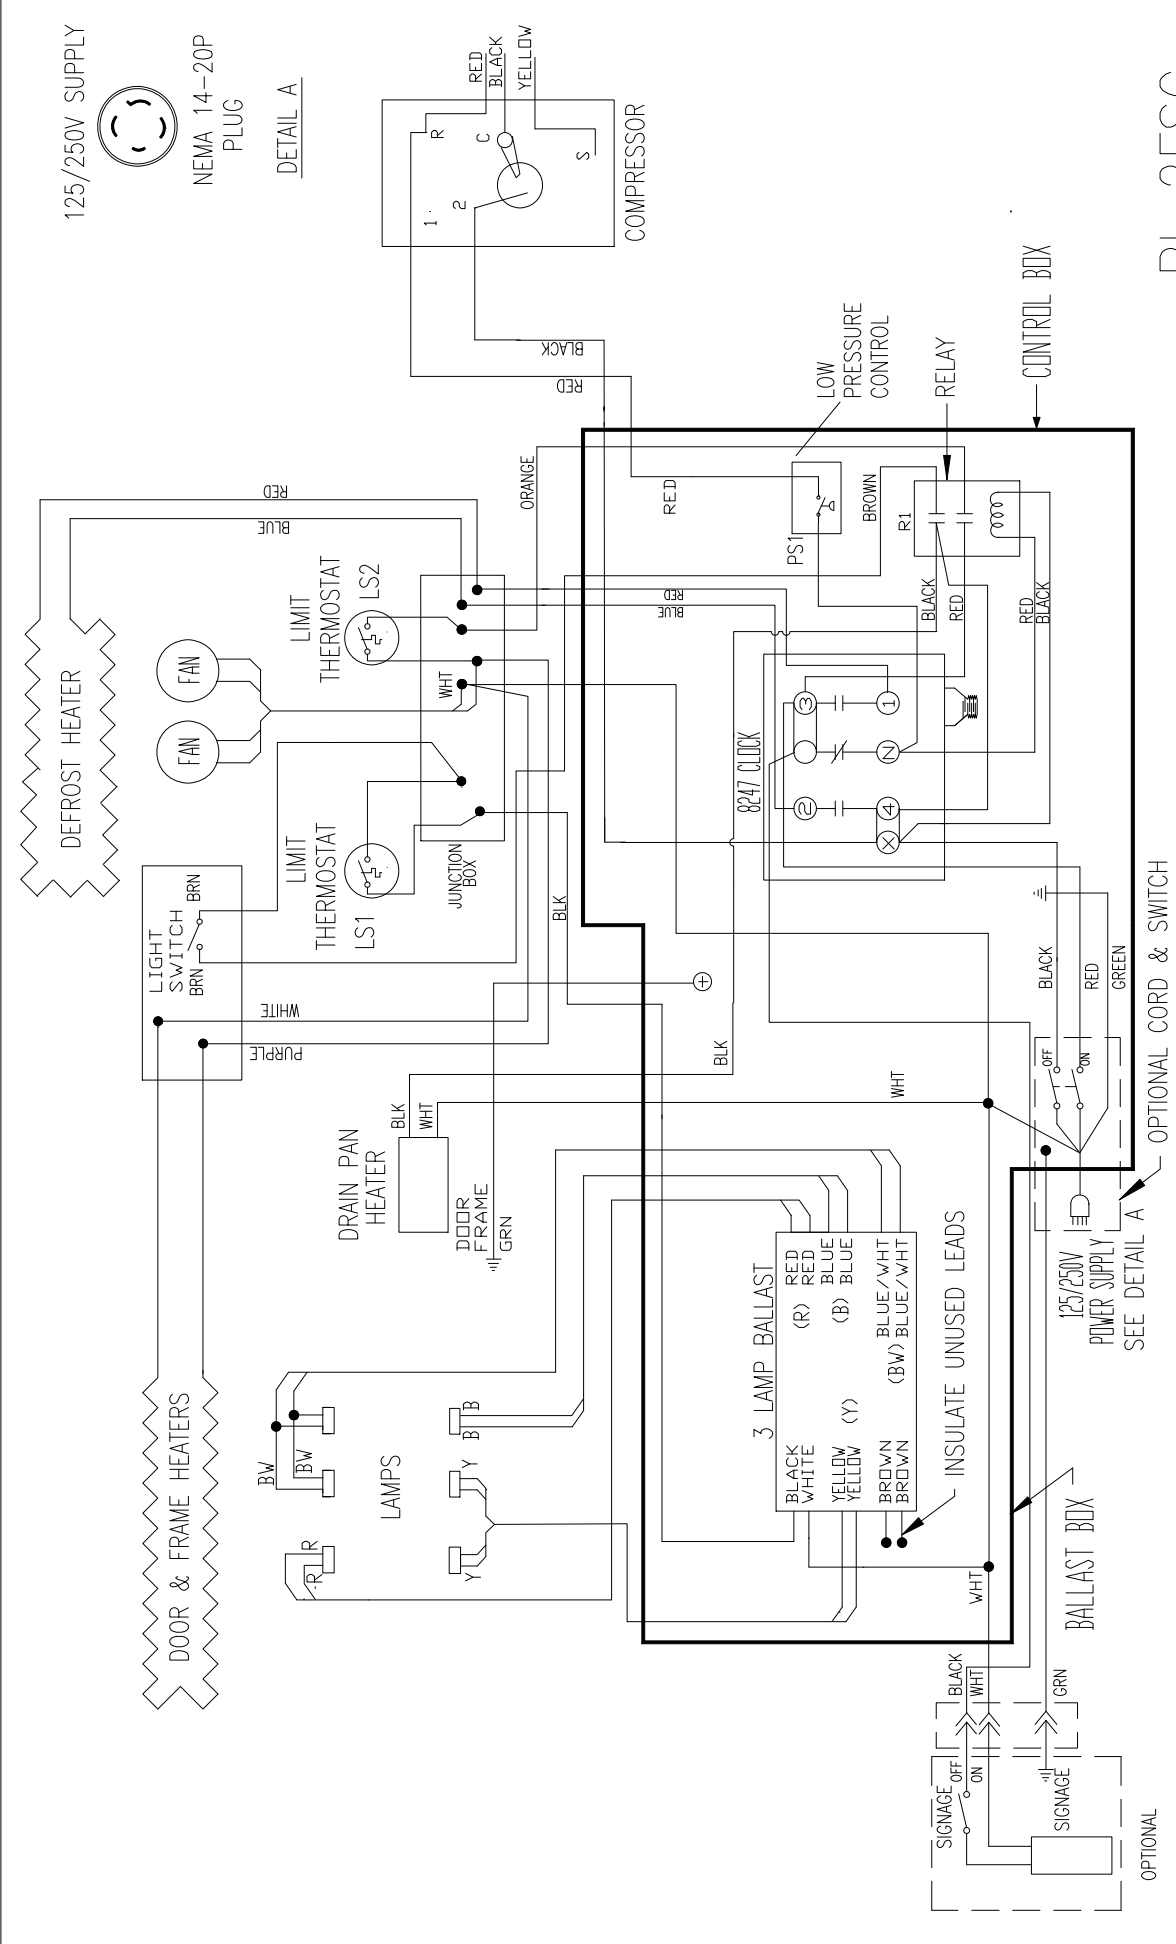 125/250V SUPPLY
NEMA 14-20P
PLUG
DETAIL A
RED
BLACK
YELLOW
R
C
S
1
2
COMPRESSOR
BLACK
RED
DEFROST HEATER
RED
BLUE
FAN
FAN
LIMIT
THERMOSTAT
LS2
WHT
LIMIT
THERMOSTAT
LS1
JUNCTION
BOX
BLK
ORANGE
RED
BLUE
LIGHT
SWITCH
BRN
BRN
WHITE
PURPLE
LOW
PRESSURE
CONTROL
RELAY
CONTROL BOX
RED
PS1
BROWN
R1
BLACK
RED
RED
BLACK
8247 CLOCK
3
1
N
2
4
X
BLACK
RED
GREEN
OFF
ON
OPTIONAL CORD & SWITCH
125/250V
POWER SUPPLY
SEE DETAIL A
BLK
WHT
DRAIN PAN
HEATER
BLK
WHT
DOOR
FRAME
GRN
DOOR & FRAME HEATERS
BW
BW
R
R
LAMPS
B
B
Y
Y
3 LAMP BALLAST
BLACK
WHITE
YELLOW
YELLOW
(Y)
BROWN
BROWN
(R)
RED
RED
(B)
BLUE
BLUE
(BW)
BLUE/WHT
BLUE/WHT
INSULATE UNUSED LEADS
WHT
BALLAST BOX
BLACK
WHT
GRN
SIGNAGE
OFF
ON
SIGNAGE
OPTIONAL